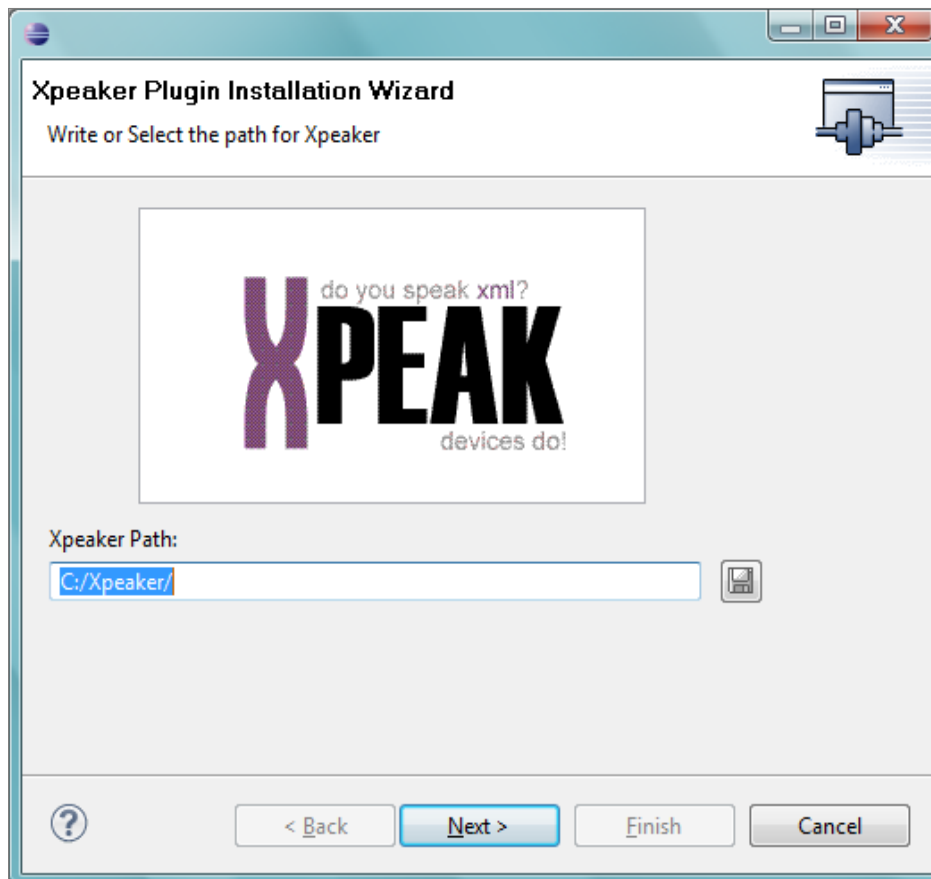 Xpeaker Plugin Installation Wizard
Write or Select the path for Xpeaker
do you speak xml?
XPEAK
devices do!
Xpeaker Path:
C:/Xpeaker/
?
< Back
Next >
Finish
Cancel